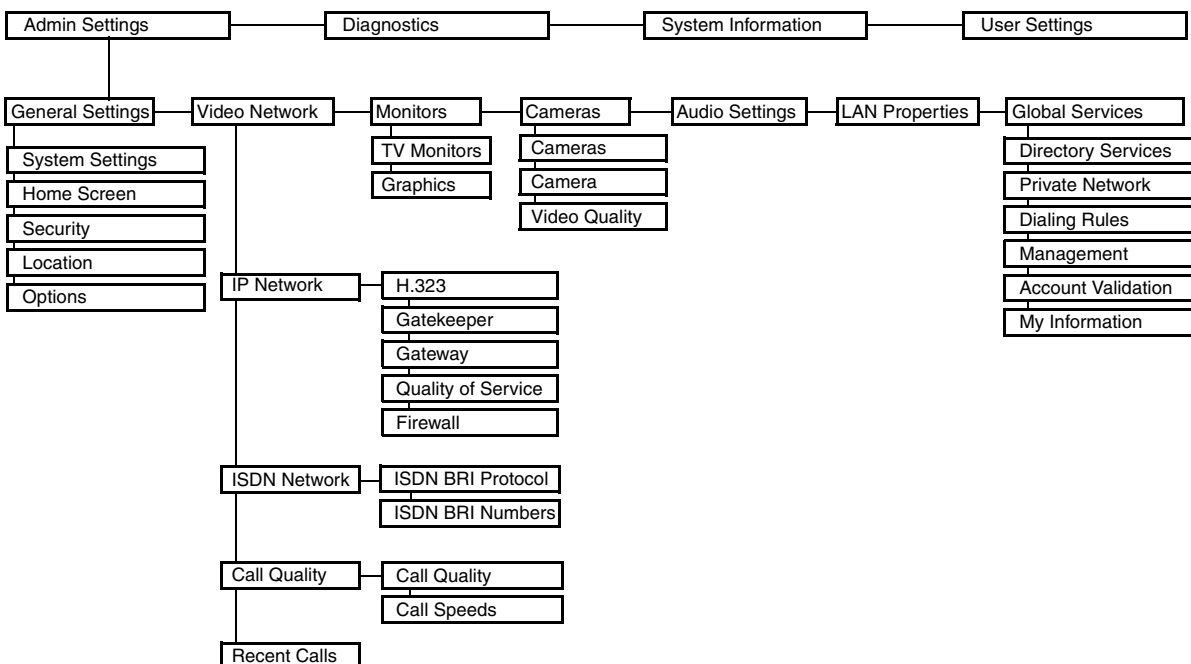 Admin Settings
Diagnostics
System Information
User Settings
General Settings
Video Network
Monitors
Cameras
Audio Settings
LAN Properties
Global Services
System Settings
Home Screen
Security
Location
Options
TV Monitors
Graphics
Cameras
Camera
Video Quality
Directory Services
Private Network
Dialing Rules
Management
Account Validation
My Information
IP Network
H.323
Gatekeeper
Gateway
Quality of Service
Firewall
ISDN Network
ISDN BRI Protocol
ISDN BRI Numbers
Call Quality
Call Quality
Call Speeds
Recent Calls